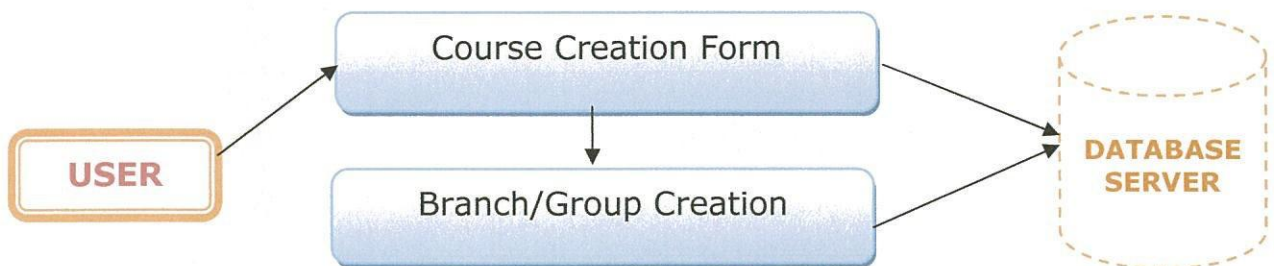 Course Creation Form
USER
Branch/Group Creation
DATABASE
SERVER